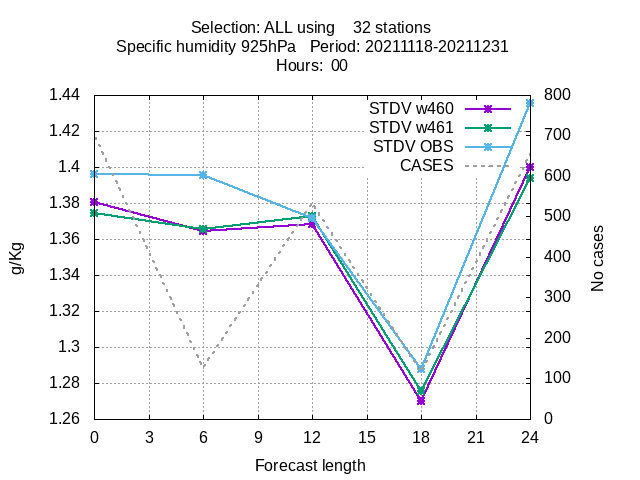 Selection: ALL using    32 stations
Specific humidity 925hPa   Period: 20211118-20211231
Hours:  00
STDV w460
STDV w461
STDV OBS
CASES
1.44
1.42
1.4
1.38
1.36
1.34
1.32
1.3
1.28
1.26
g/Kg
800
700
600
500
400
300
200
100
0
No cases
0 3 6 9 12 15 18 21 24
Forecast length